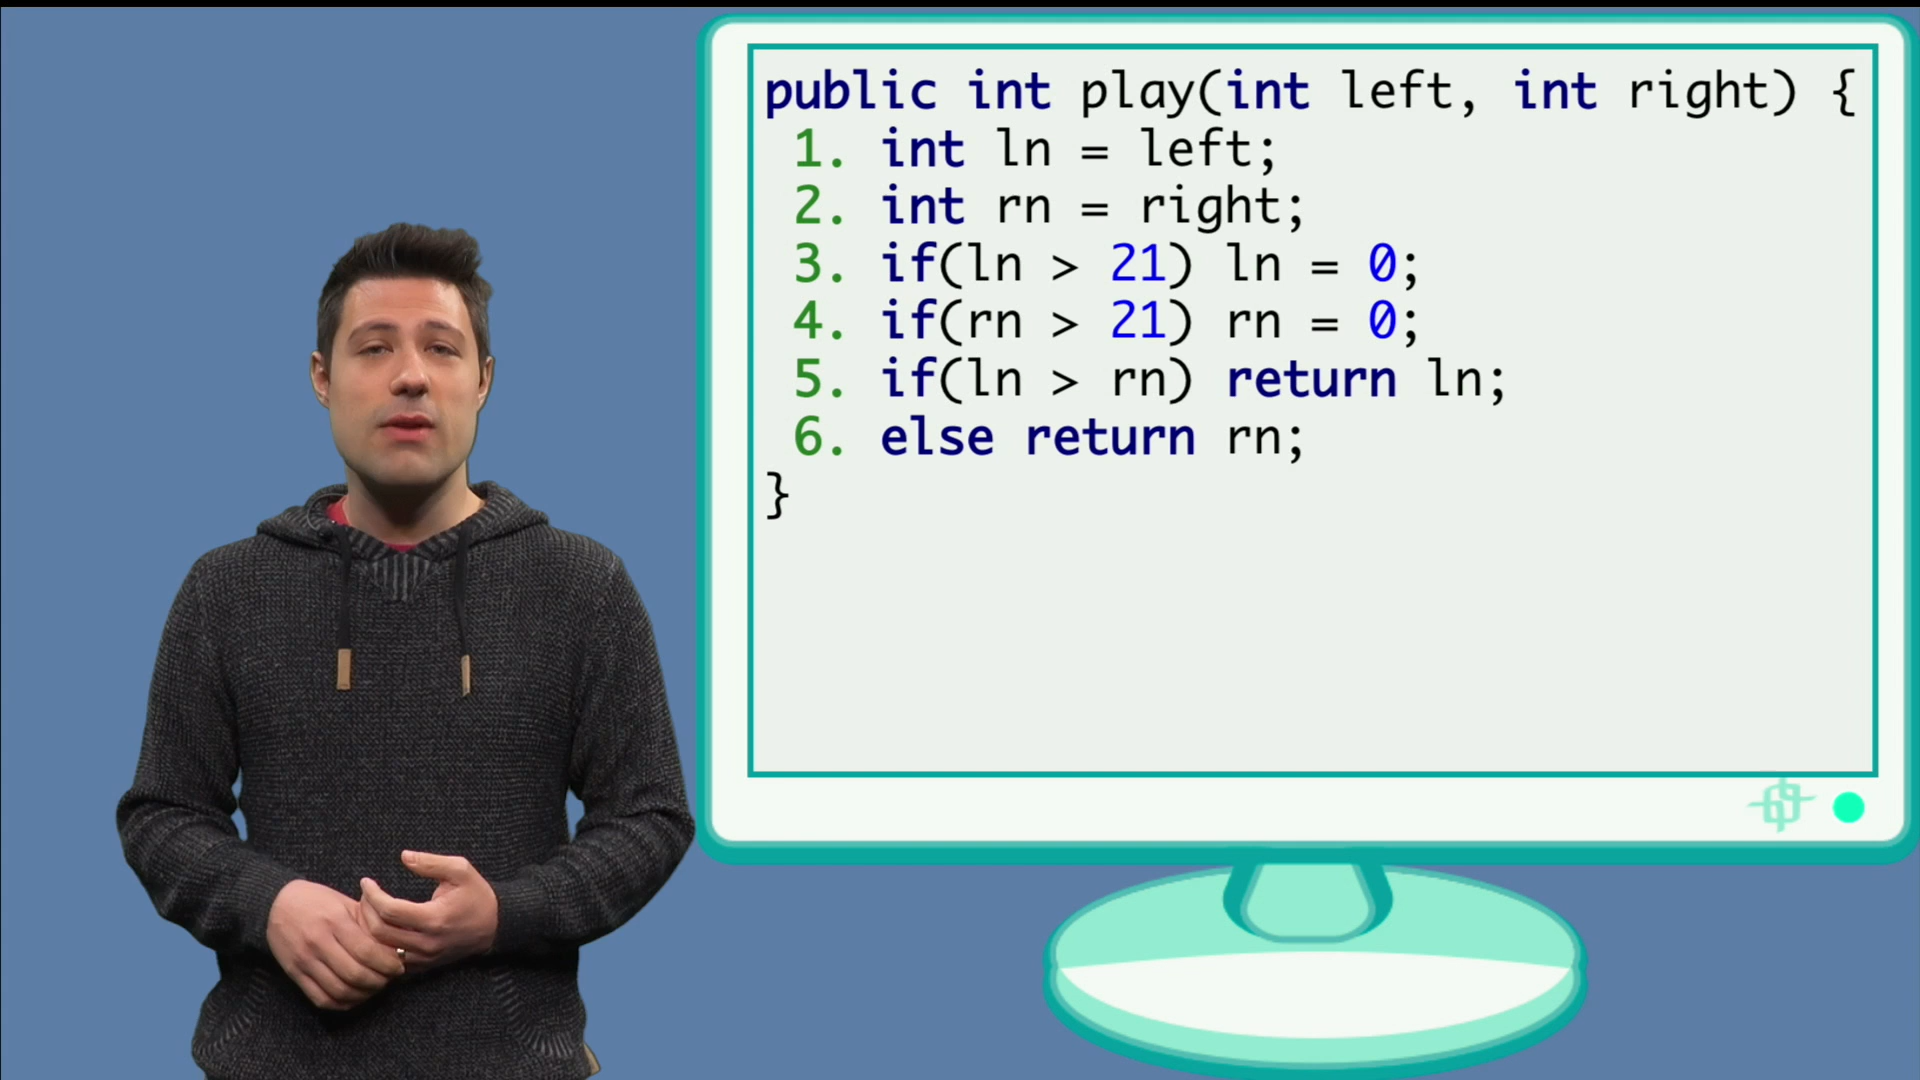 public int play(int left, int right) {
1. int ln = left;
2. int rn = right;
3. if(ln > 21) ln = 0;
4. if(rn > 21) rn = 0;
5. if(ln > rn) return ln;
6. else return rn;
}